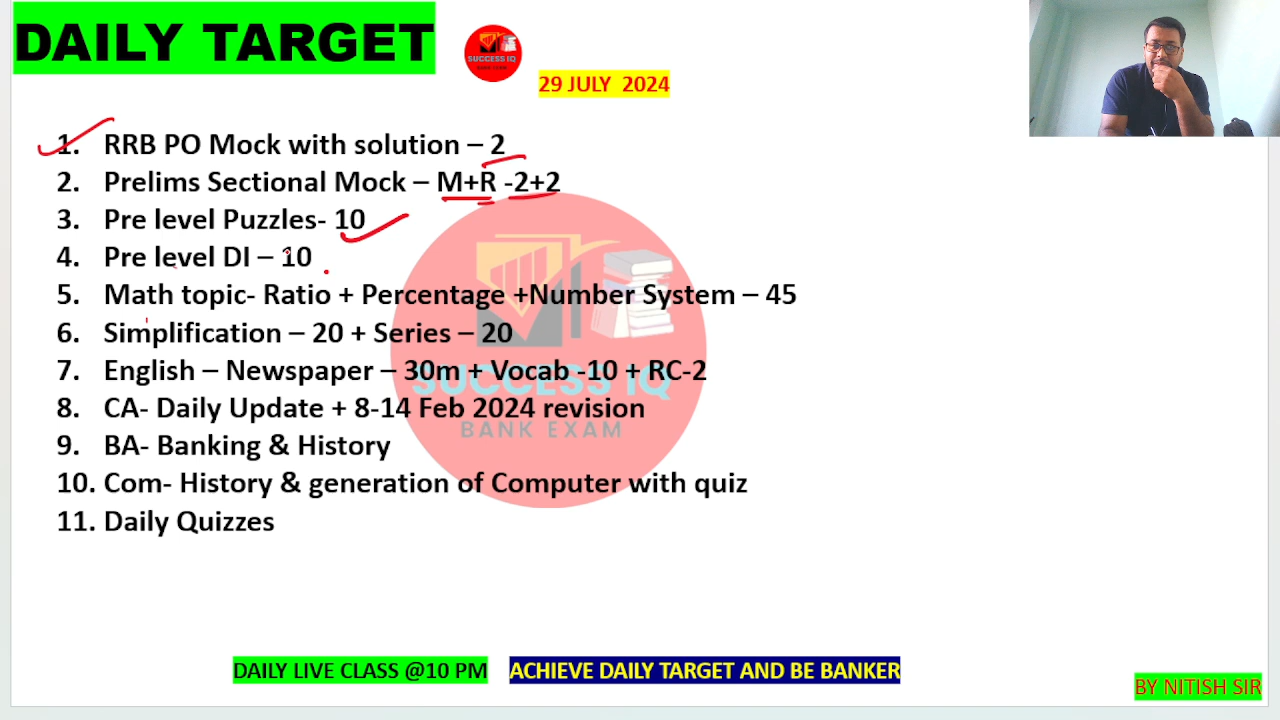 DAILY TARGET
SUCCESS IQ
BANK EXAM
29 JULY 2024
1. RRB PO Mock with solution – 2
2. Prelims Sectional Mock – M+R -2+2
3. Pre level Puzzles- 10
4. Pre level DI – 10
5. Math topic- Ratio + Percentage +Number System – 45
6. Simplification – 20 + Series – 20
7. English – Newspaper – 30m + Vocab -10 + RC-2
8. CA- Daily Update + 8-14 Feb 2024 revision
9. BA- Banking & History
10. Com- History & generation of Computer with quiz
11. Daily Quizzes
SUCCESS IQ
BANK EXAM
DAILY LIVE CLASS @10 PM
ACHIEVE DAILY TARGET AND BE BANKER
BY NITISH SIR